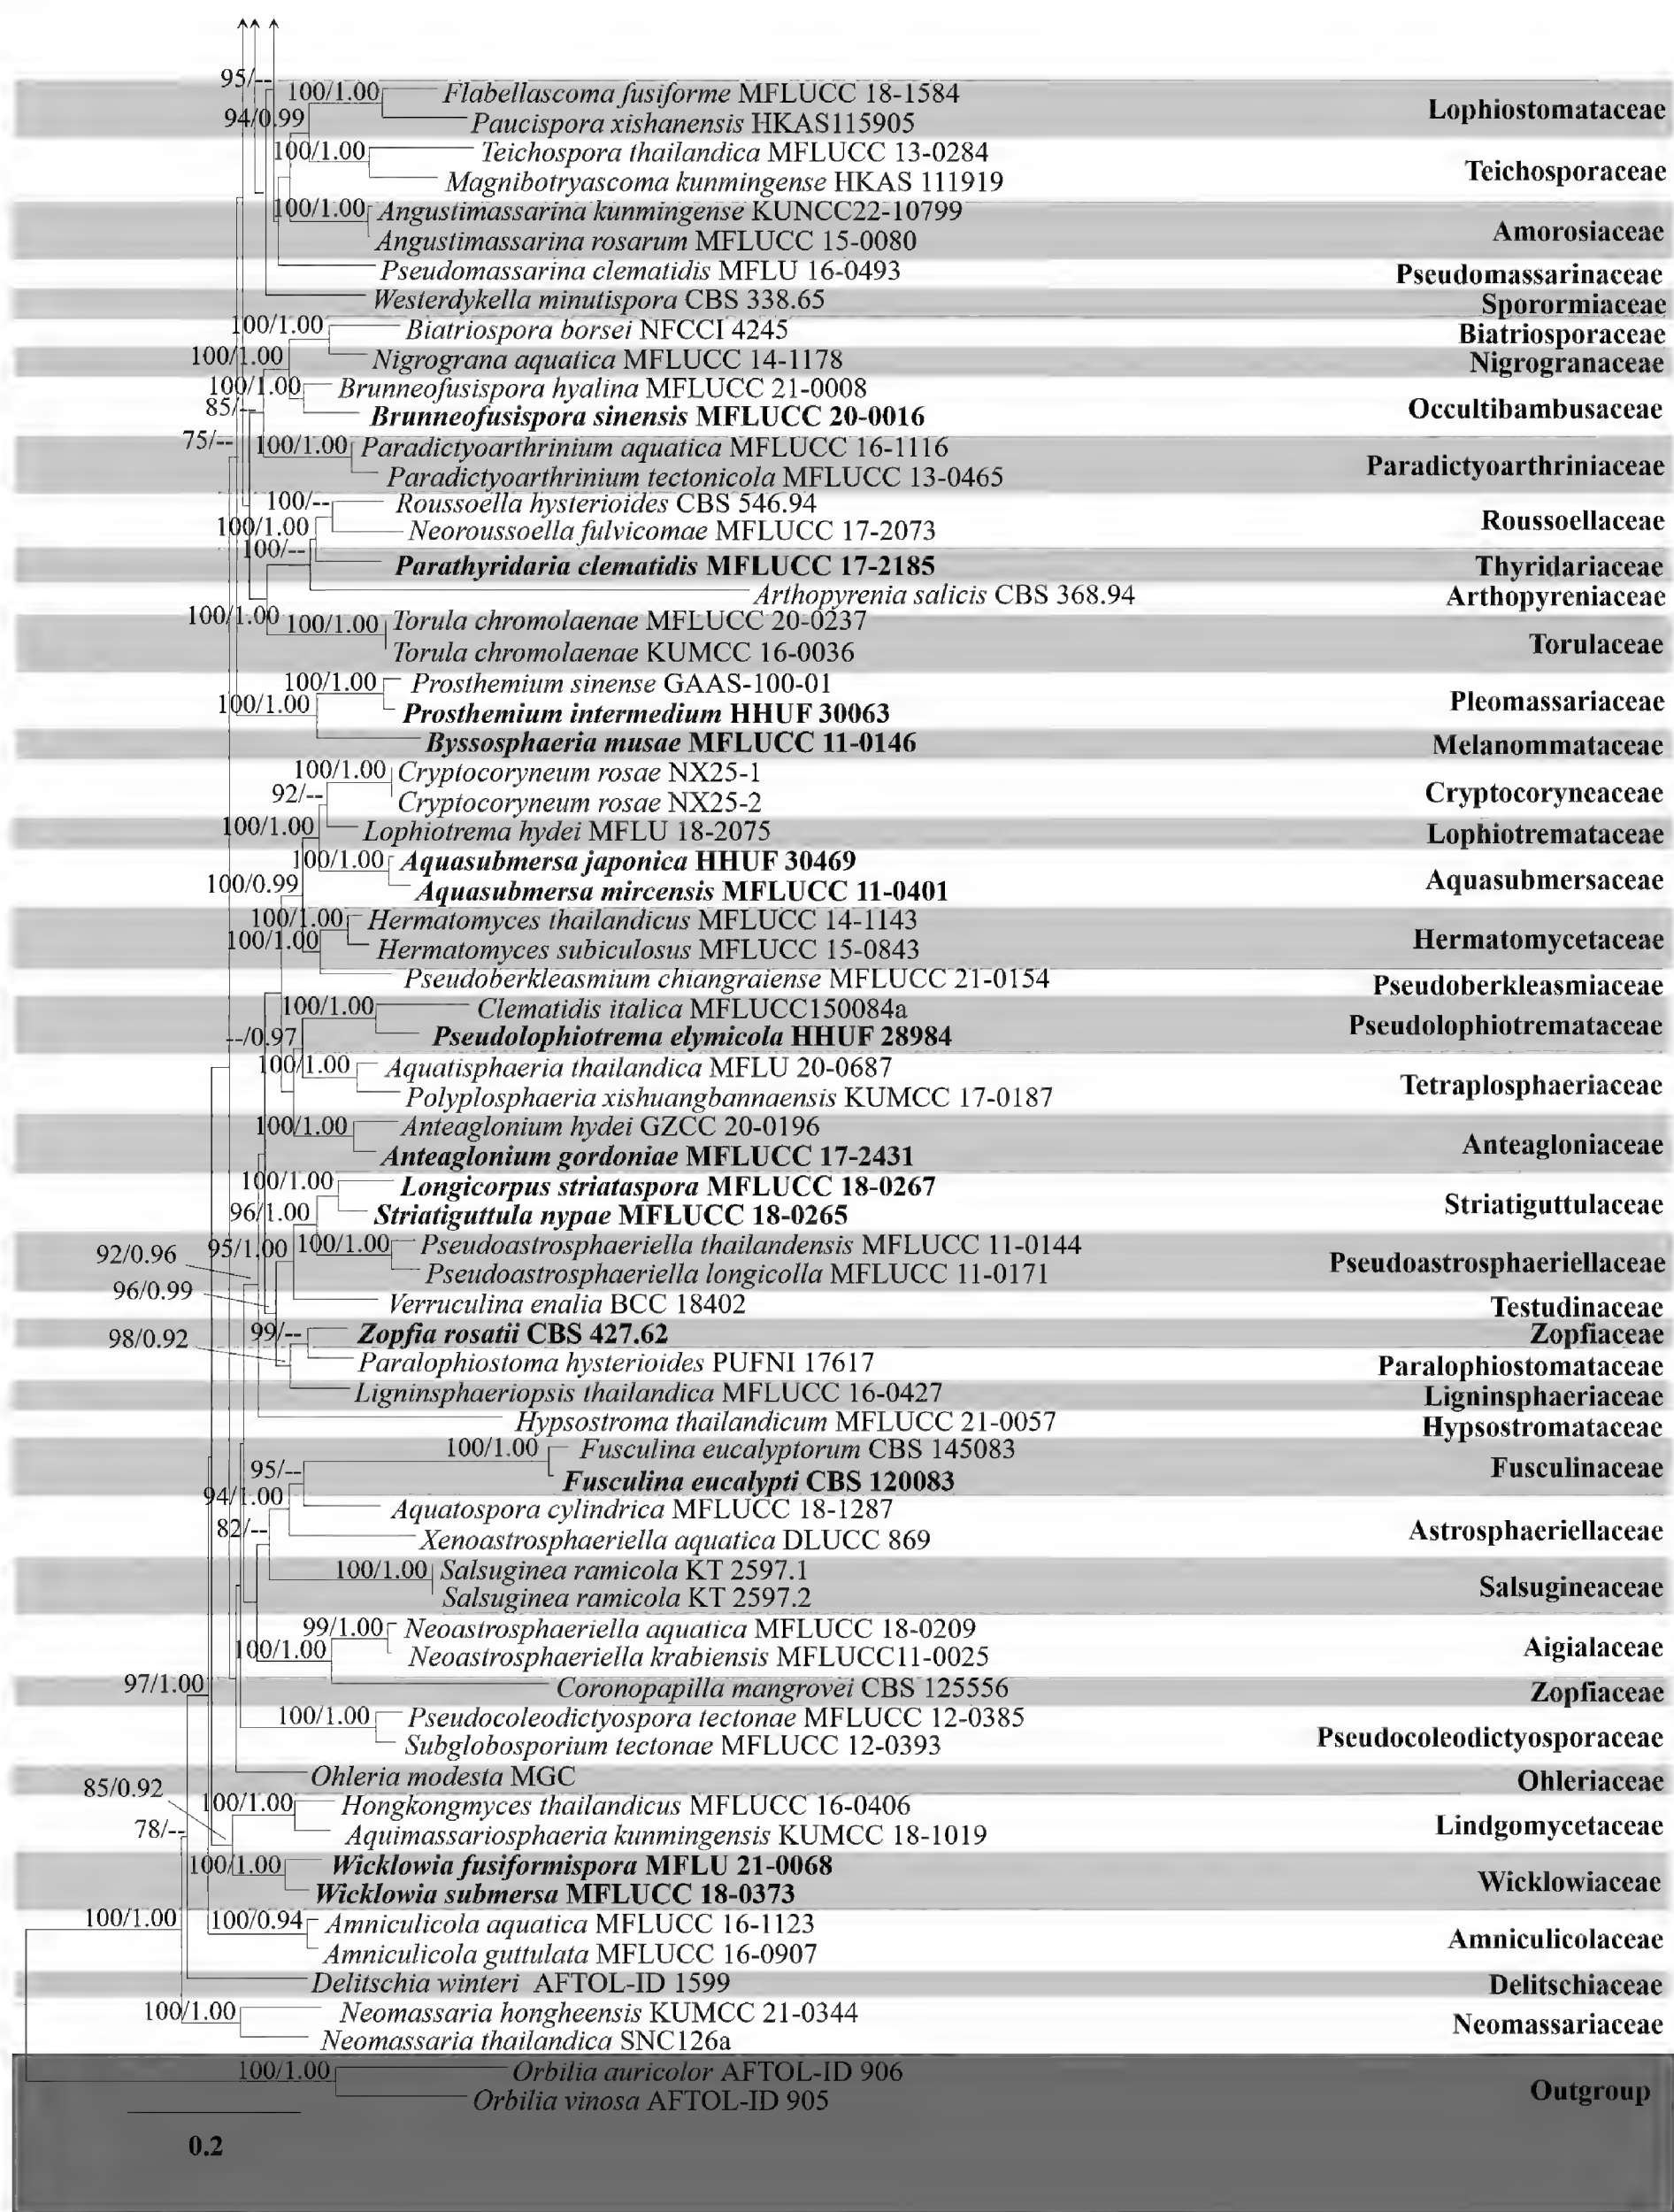 95/--
100/1.00 Flabellascoma fusiforme MFLUCC 18-1584
94/0.99
Paucispora xishanensis HKAS115905
Lophiostomataceae
100/1.00 Teichospora thailandica MFLUCC 13-0284
Magnibotryascoma kunmingense HKAS 111919
Teichosporaceae
100/1.00 Angustimassarina kunmingense KUNCC22-10799
Angustimassarina rosarum MFLUCC 15-0080
Amorosiaceae
Pseudomassarina clematidis MFLU 16-0493
Pseudomassarinaceae
Westerdykella minutispora CBS 338.65
Sporormiaceae
100/1.00 Biatriospora borsei NFCCI 4245
Biatriosporaceae
100/1.00 Nigrograna aquatica MFLUCC 14-1178
Nigrogranaceae
100/1.00 Brunneofusispora hyalina MFLUCC 21-0008
85/--
Brunneofusispora sinensis MFLUCC 20-0016
Occultibambusaceae
75/--
100/1.00 Paradictyoarthrinium aquatica MFLUCC 16-1116
Paradictyoarthrinium tectonicola MFLUCC 13-0465
Paradictyoarthriniaceae
100/-- Roussoella hysterioides CBS 546.94
100/1.00 Neoroussoella fulvicomae MFLUCC 17-2073
Roussoellaceae
100/--
Parathyridaria clematidis MFLUCC 17-2185
Thyridariaceae
Arthopyrenia salicis CBS 368.94
Arthopyreniaceae
100/1.00
100/1.00 Torula chromolaenae MFLUCC 20-0237
Torula chromolaenae KUMCC 16-0036
Torulaceae
100/1.00 Prosthemium sinense GAAS-100-01
100/1.00
Prosthemium intermedium HHUF 30063
Pleomassariaceae
Byssosphaeria musae MFLUCC 11-0146
Melanommataceae
100/1.00 Cryptocoryneum rosae NX25-1
92/--
Cryptocoryneum rosae NX25-2
Cryptocoryneaceae
100/1.00 Lophiotrema hydei MFLU 18-2075
Lophiotremataceae
100/1.00 Aquasubmersa japonica HHUF 30469
100/0.99
Aquasubmersa mircensis MFLUCC 11-0401
Aquasubmersaceae
100/1.00 Hermatomyces thailandicus MFLUCC 14-1143
100/1.00
Hermatomyces subiculosus MFLUCC 15-0843
Hermatomycetaceae
Pseudoberkleasmium chiangraiense MFLUCC 21-0154
Pseudoberkleasmiaceae
100/1.00 Clematidis italica MFLUCC150084a
--/0.97
Pseudolophiotrema elymicola HHUF 28984
Pseudolophiotremataceae
100/1.00 Aquatisphaeria thailandica MFLU 20-0687
Polyplosphaeria xishuangbannaensis KUMCC 17-0187
Tetraplosphaeriaceae
100/1.00 Anteaglonium hydei GZCC 20-0196
Anteaglonium gordoniae MFLUCC 17-2431
Anteagloniaceae
100/1.00 Longicorpus striataspora MFLUCC 18-0267
96/1.00 Striatiguttula nypae MFLUCC 18-0265
Striatiguttulaceae
92/0.96
95/1.00
100/1.00 Pseudoastrosphaeriella thailandensis MFLUCC 11-0144
Pseudoastrosphaeriella longicolla MFLUCC 11-0171
Pseudoastrosphaeriellaceae
96/0.99
Verruculina enalia BCC 18402
Testudinaceae
98/0.92
99/-- Zopfia rosatii CBS 427.62
Zopfiaceae
Paralophiostoma hysterioides PUFNI 17617
Paralophiostomataceae
Ligninsphaeriopsis thailandica MFLUCC 16-0427
Ligninsphaeriaceae
Hypsostroma thailandicum MFLUCC 21-0057
Hypsostromataceae
100/1.00 Fusculina eucalyptorum CBS 145083
95/--
Fusculina eucalypti CBS 120083
Fusculinaceae
94/1.00
Aquatospora cylindrica MFLUCC 18-1287
82/--
Xenoastrosphaeriella aquatica DLUCC 869
Astrosphaeriellaceae
100/1.00 Salsuginea ramicola KT 2597.1
Salsuginea ramicola KT 2597.2
Salsugineaceae
99/1.00 Neoastrosphaeriella aquatica MFLUCC 18-0209
100/1.00 Neoastrosphaeriella krabiensis MFLUCC11-0025
Aigialaceae
97/1.00
Coronopapilla mangrovei CBS 125556
Zopfiaceae
100/1.00 Pseudocoleodictyospora tectonae MFLUCC 12-0385
Subglobosporium tectonae MFLUCC 12-0393
Pseudocoleodictyosporaceae
Ohleria modesta MGC
Ohleriaceae
85/0.92
100/1.00 Hongkongmyces thailandicus MFLUCC 16-0406
78/--
Aquimassariosphaeria kunmingensis KUMCC 18-1019
Lindgomycetaceae
100/1.00 Wicklowia fusiformispora MFLU 21-0068
Wicklowia submersa MFLUCC 18-0373
Wicklowiaceae
100/1.00
100/0.94 Amniculicola aquatica MFLUCC 16-1123
Amniculicola guttulata MFLUCC 16-0907
Amniculicolaceae
Delitschia winteri AFTOL-ID 1599
Delitschiaceae
100/1.00 Neomassaria hongheensis KUMCC 21-0344
Neomassaria thailandica SNC126a
Neomassariaceae
100/1.00 Orbilia auricolor AFTOL-ID 906
Orbilia vinosa AFTOL-ID 905
Outgroup
0.2